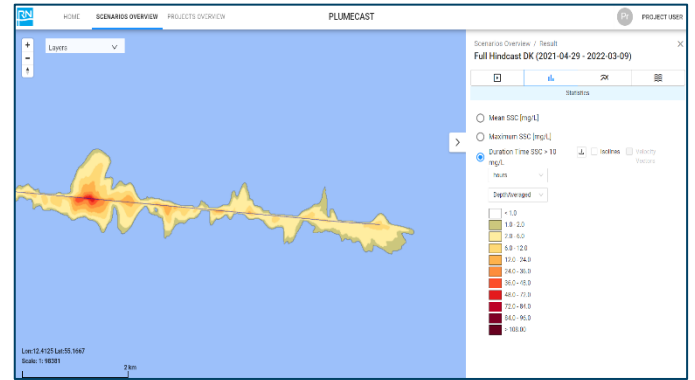 RN
HOME
SCENARIOS OVERVIEW
PROJECTS OVERVIEW
PLUMECAST
Pr
PROJECT USER
+
Layers
-
Scenarios Overview / Result
Full Hindcast DK (2021-04-29 - 2022-03-09)
Statistics
Mean SSC [mg/L]
Maximum SSC [mg/L]
Duration Time SSC > 10
mg/L
Isolines
Velocity
Vectors
hours
DepthAveraged
< 1.0
1.0 - 2.0
2.0 - 6.0
6.0 - 12.0
12.0 - 24.0
24.0 - 36.0
36.0 - 48.0
48.0 - 72.0
72.0 - 84.0
84.0 - 96.0
> 108.00
Lon:12.4125 Lat:55.1667
Scale: 1: 98381
2 km